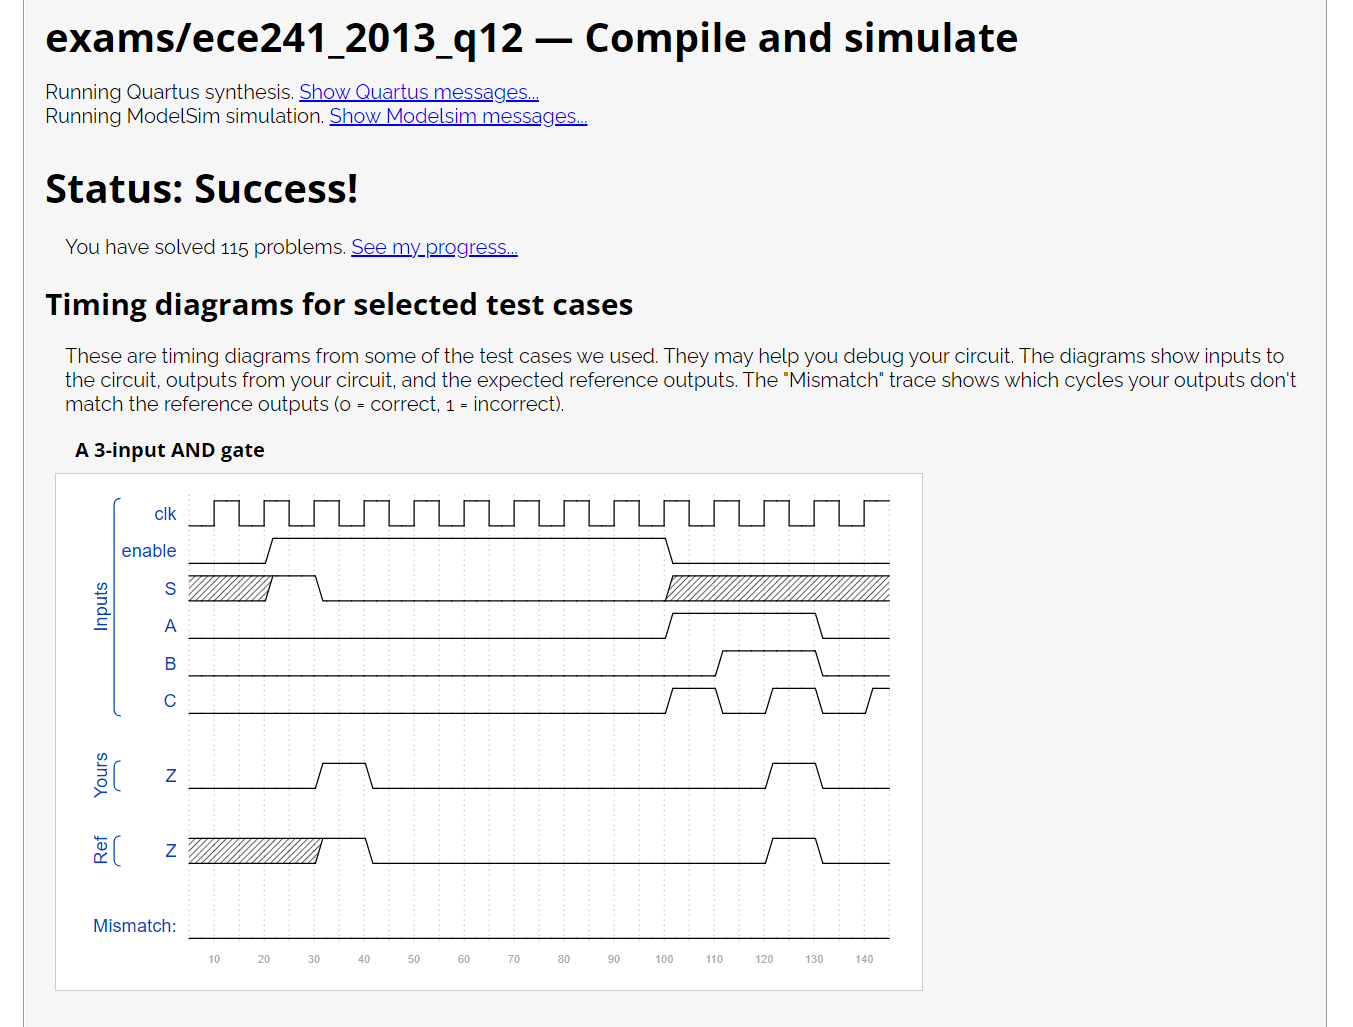 exams/ece241_2013_q12 — Compile and simulate
Running Quartus synthesis. Show Quartus messages...
Running ModelSim simulation. Show Modelsim messages...
Status: Success!
You have solved 115 problems. See my progress...
Timing diagrams for selected test cases
These are timing diagrams from some of the test cases we used. They may help you debug your circuit. The diagrams show inputs to
the circuit, outputs from your circuit, and the expected reference outputs. The "Mismatch" trace shows which cycles your outputs don't
match the reference outputs (0 = correct, 1 = incorrect).
A 3-input AND gate
Inputs
clk
enable
S
A
B
C
Yours
Z
Ref
Z
Mismatch:
10 20 30 40 50 60 70 80 90 100 110 120 130 140